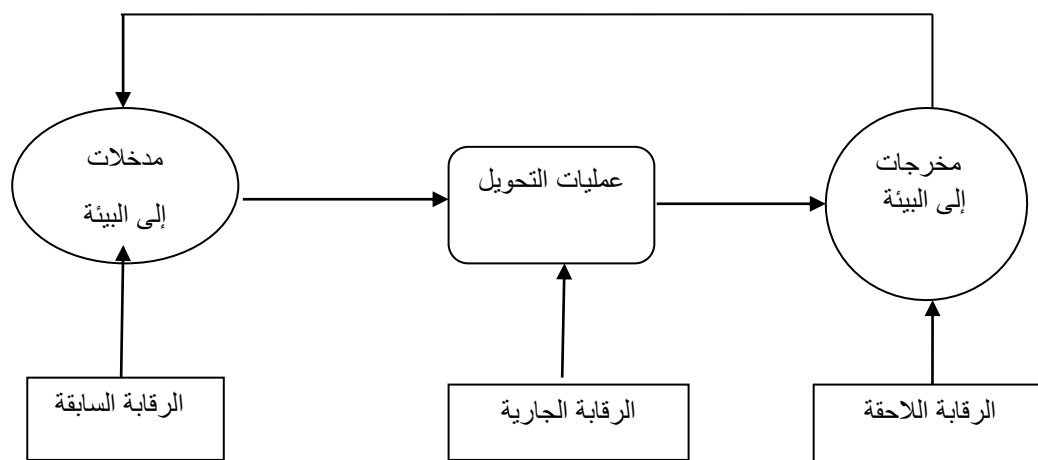 مدخلات
إلى البيئة
عمليات التحويل
مخرجات
إلى البيئة
الرقابة السابقة
الرقابة الجارية
الرقابة اللاحقة